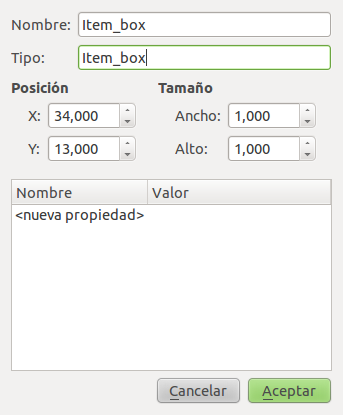 Nombre: Item_box
Tipo: Item_box
Posición Tamaño
X: 34,000 Ancho: 1,000
Y: 13,000 Alto: 1,000
Nombre Valor
<nueva propiedad>
Cancelar Aceptar